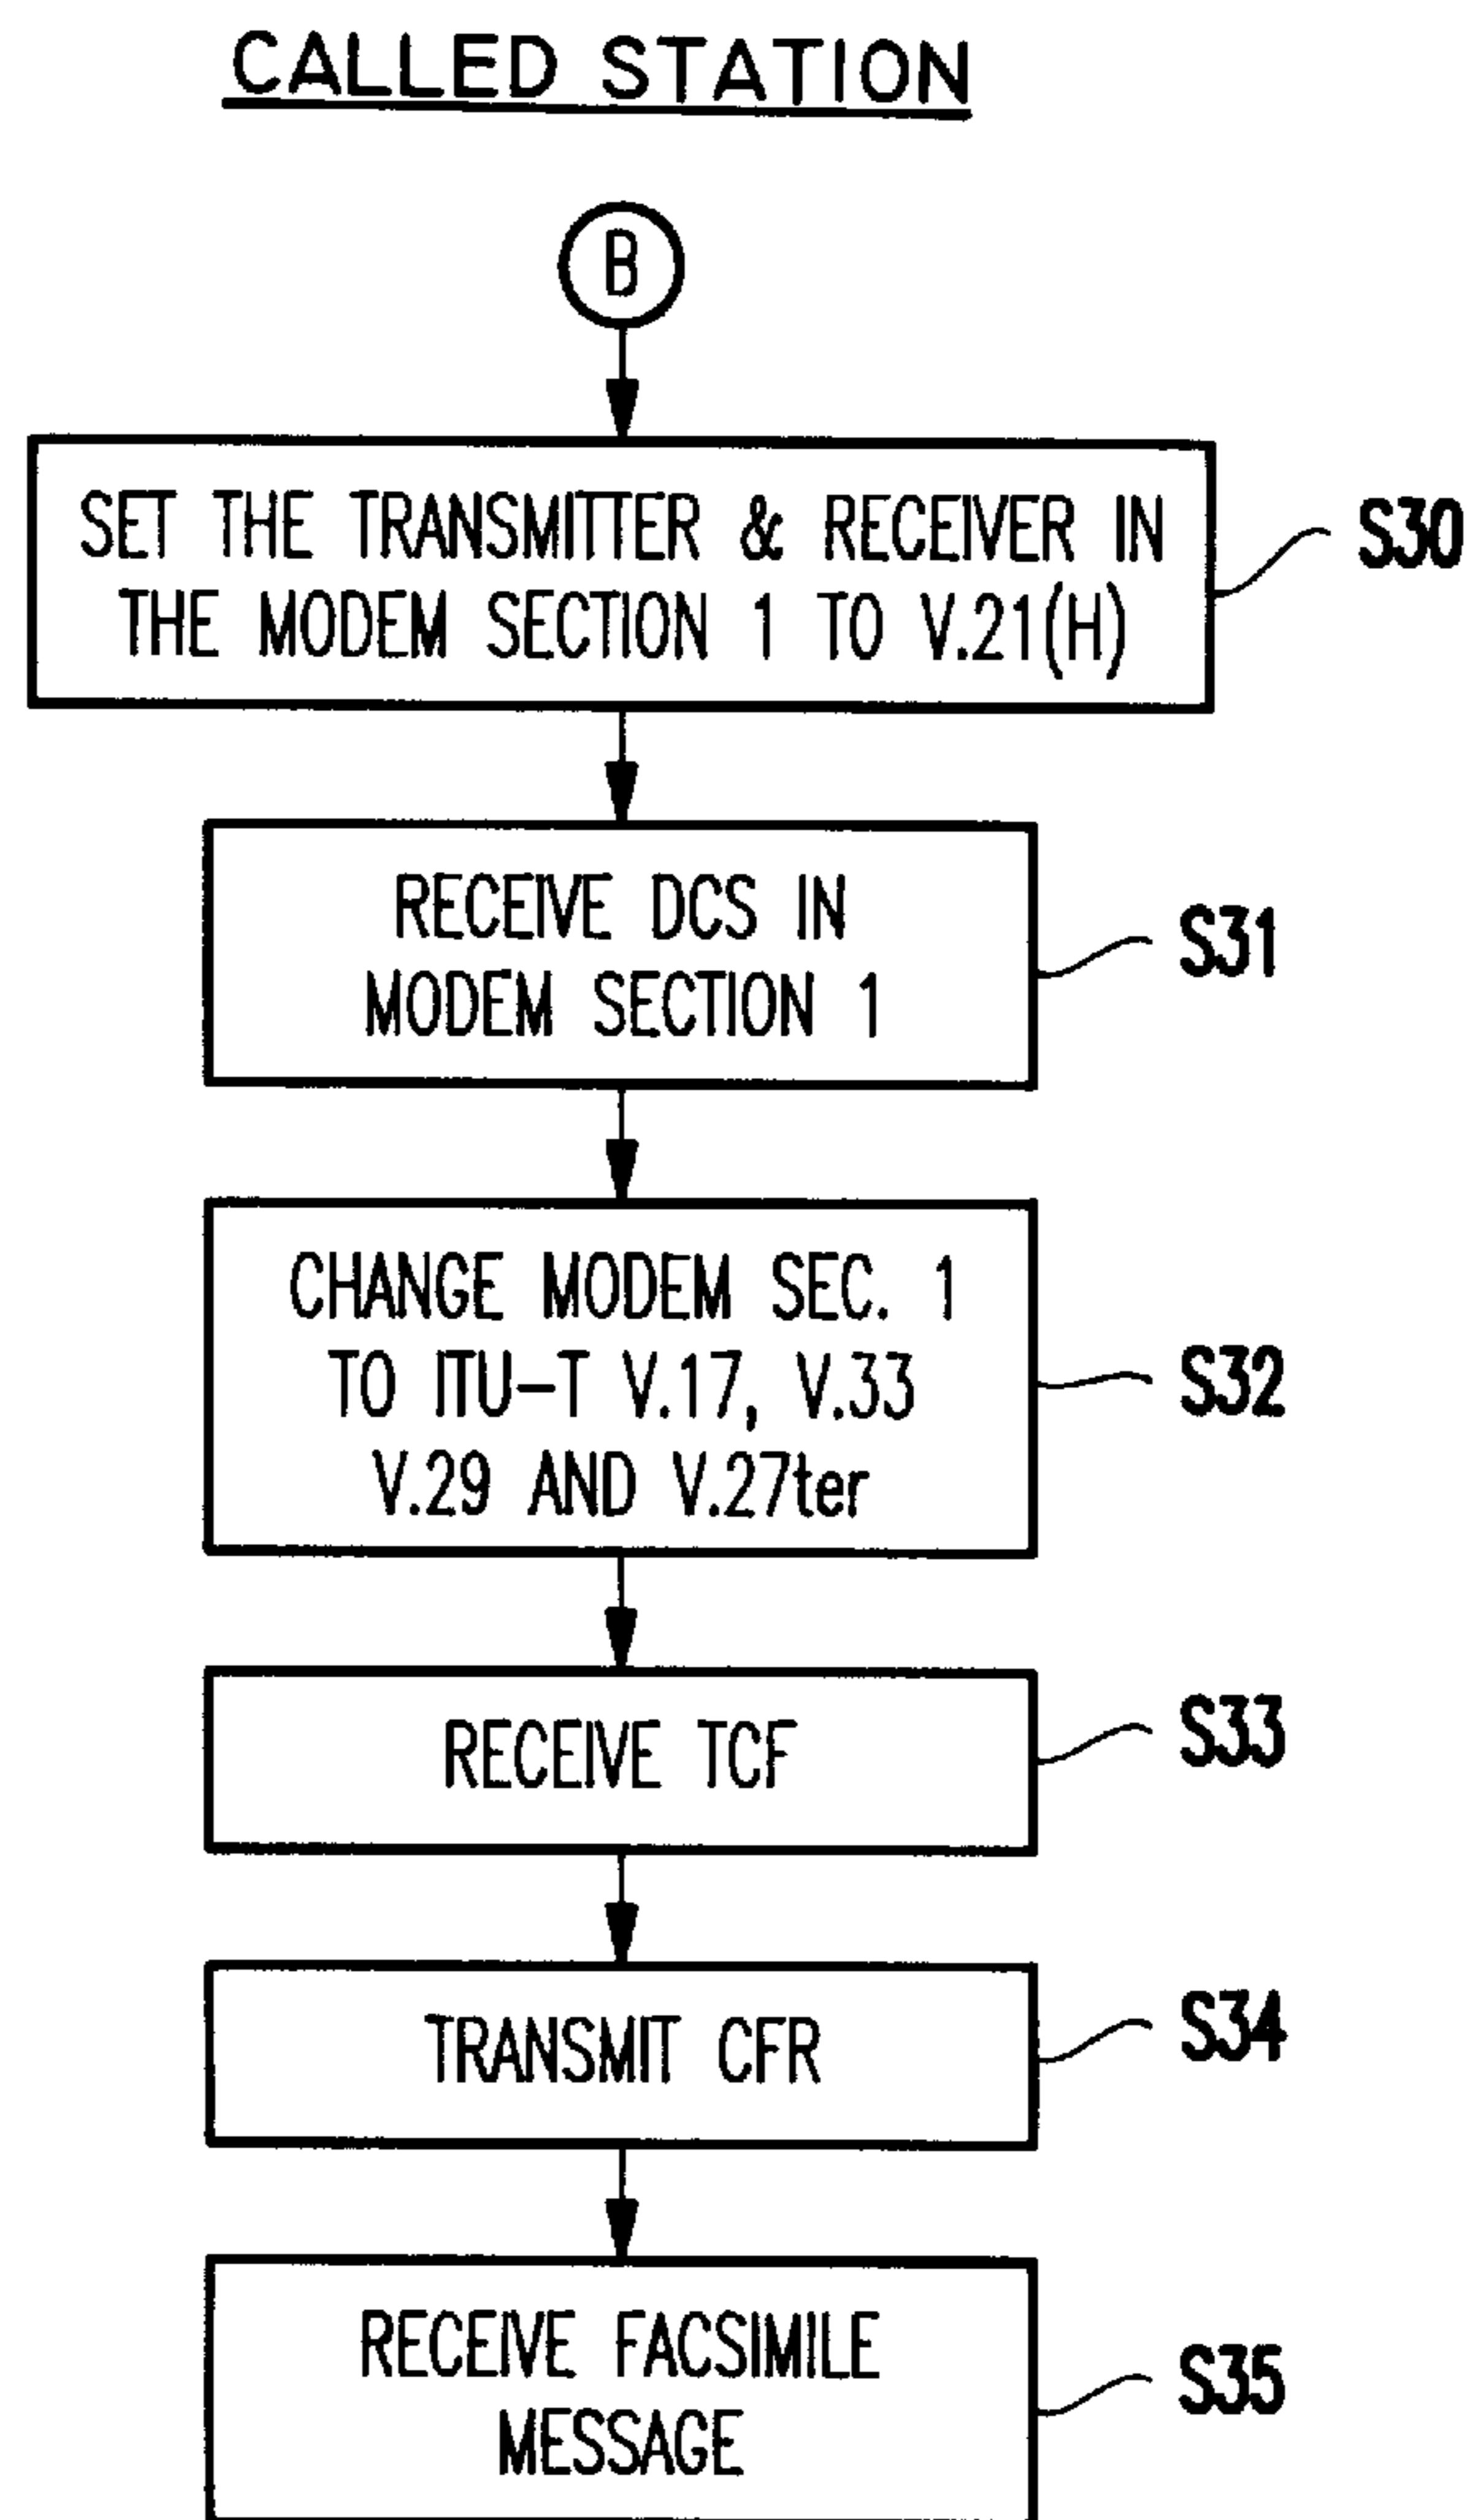 CALLED STATION
B
SET THE TRANSMITTER & RECEIVER IN
THE MODEM SECTION 1 TO V.21(H)
S30
RECEIVE DCS IN
MODEM SECTION 1
S31
CHANGE MODEM SEC. 1
TO ITU-T V.17, V.33
V.29 AND V.27ter
S32
RECEIVE TCF
S33
TRANSMIT CFR
S34
RECEIVE FACSIMILE
MESSAGE
S35